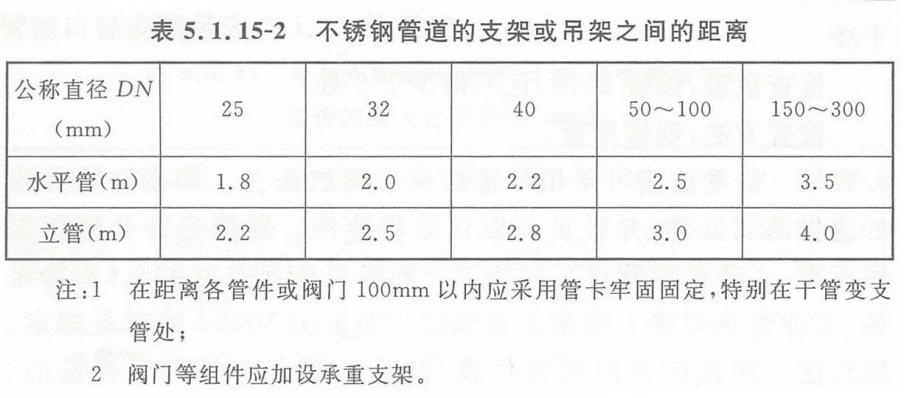 表 5.1.15-2 不锈钢管道的支架或吊架之间的距离
公称直径 DN (mm) 25 32 40 50～100 150～300
水平管(m) 1.8 2.0 2.2 2.5 3.5
立管(m) 2.2 2.5 2.8 3.0 4.0
注:1 在距离各管件或阀门 100mm 以内应采用管卡牢固固定,特别在干管变支
管处;
2 阀门等组件应加设承重支架。